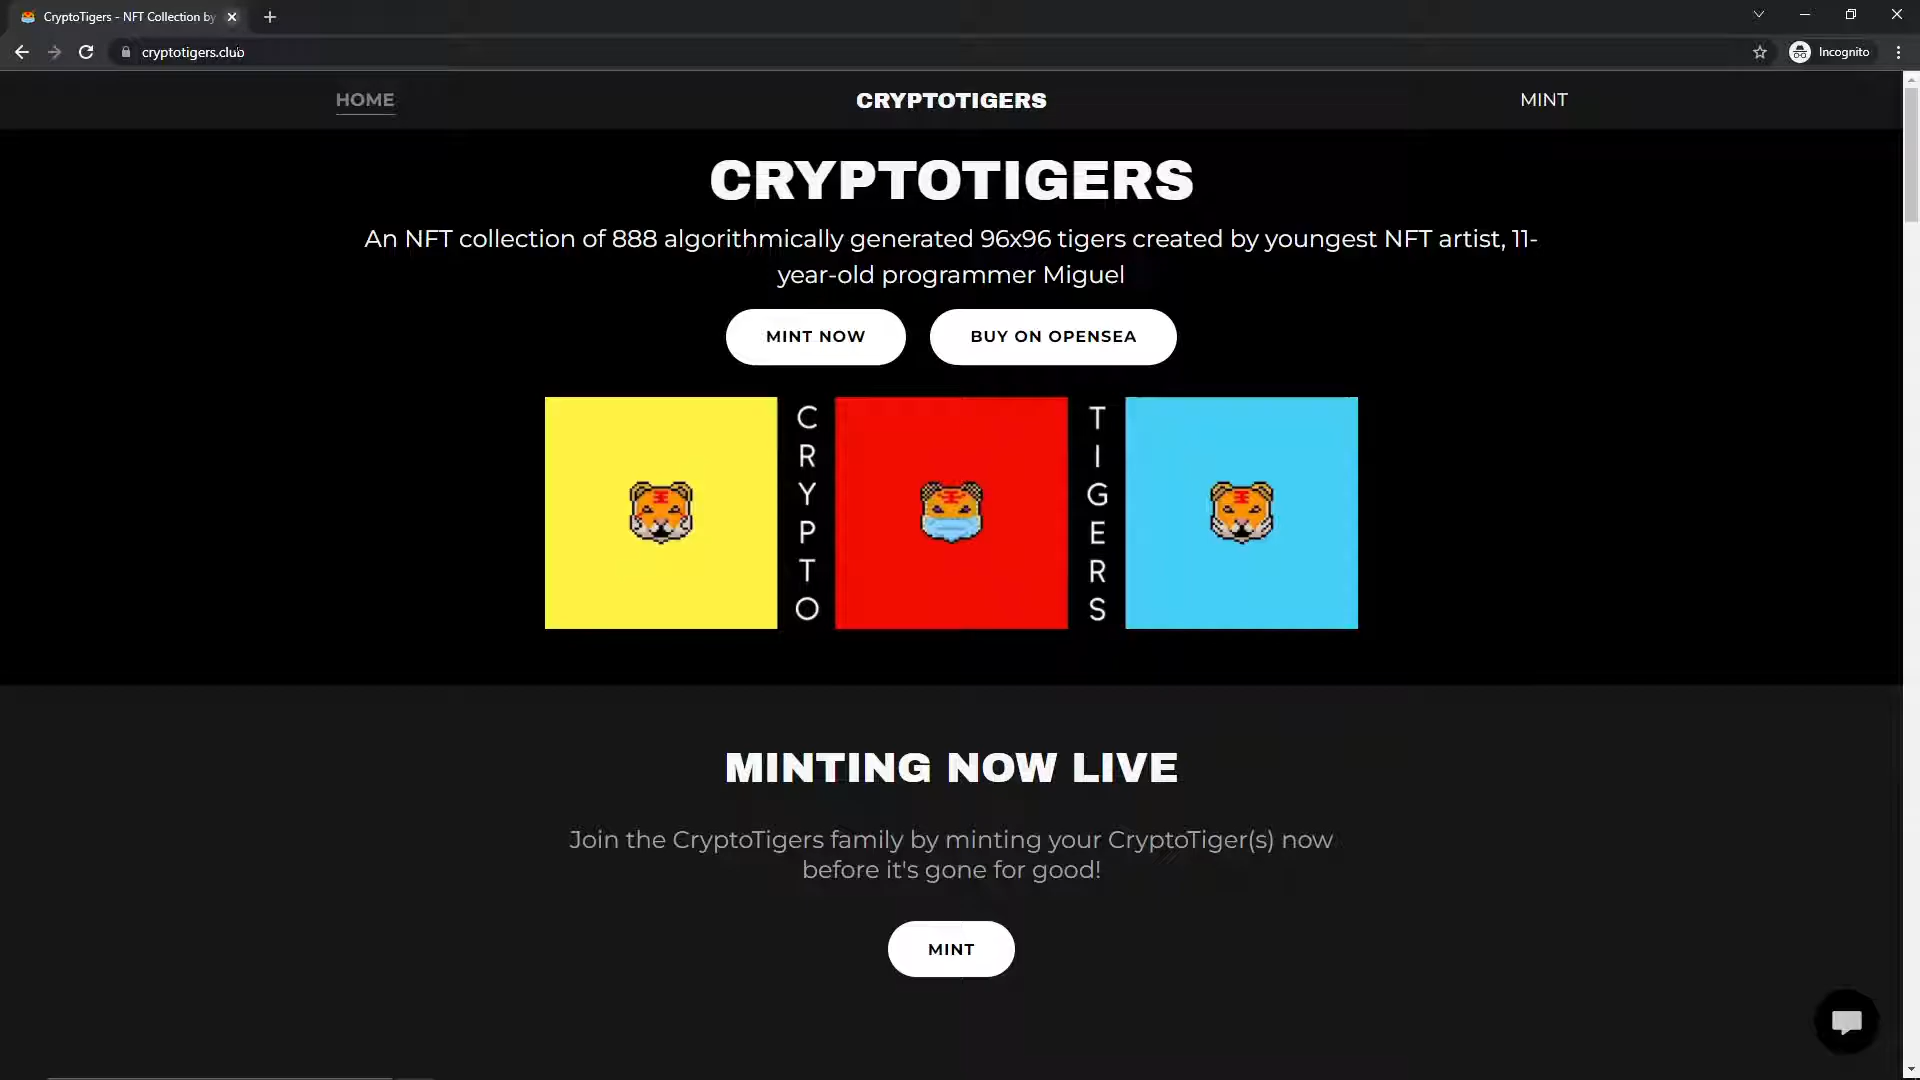 CryptoTigers - NFT Collection by
cryptotigers.club
Incognito
HOME
CRYPTOTIGERS
MINT
CRYPTOTIGERS
An NFT collection of 888 algorithmically generated 96x96 tigers created by youngest NFT artist, 11-
year-old programmer Miguel
MINT NOW
BUY ON OPENSEA
CRYPTO
TIGERS
MINTING NOW LIVE
Join the CryptoTigers family by minting your CryptoTiger(s) now
before it's gone for good!
MINT